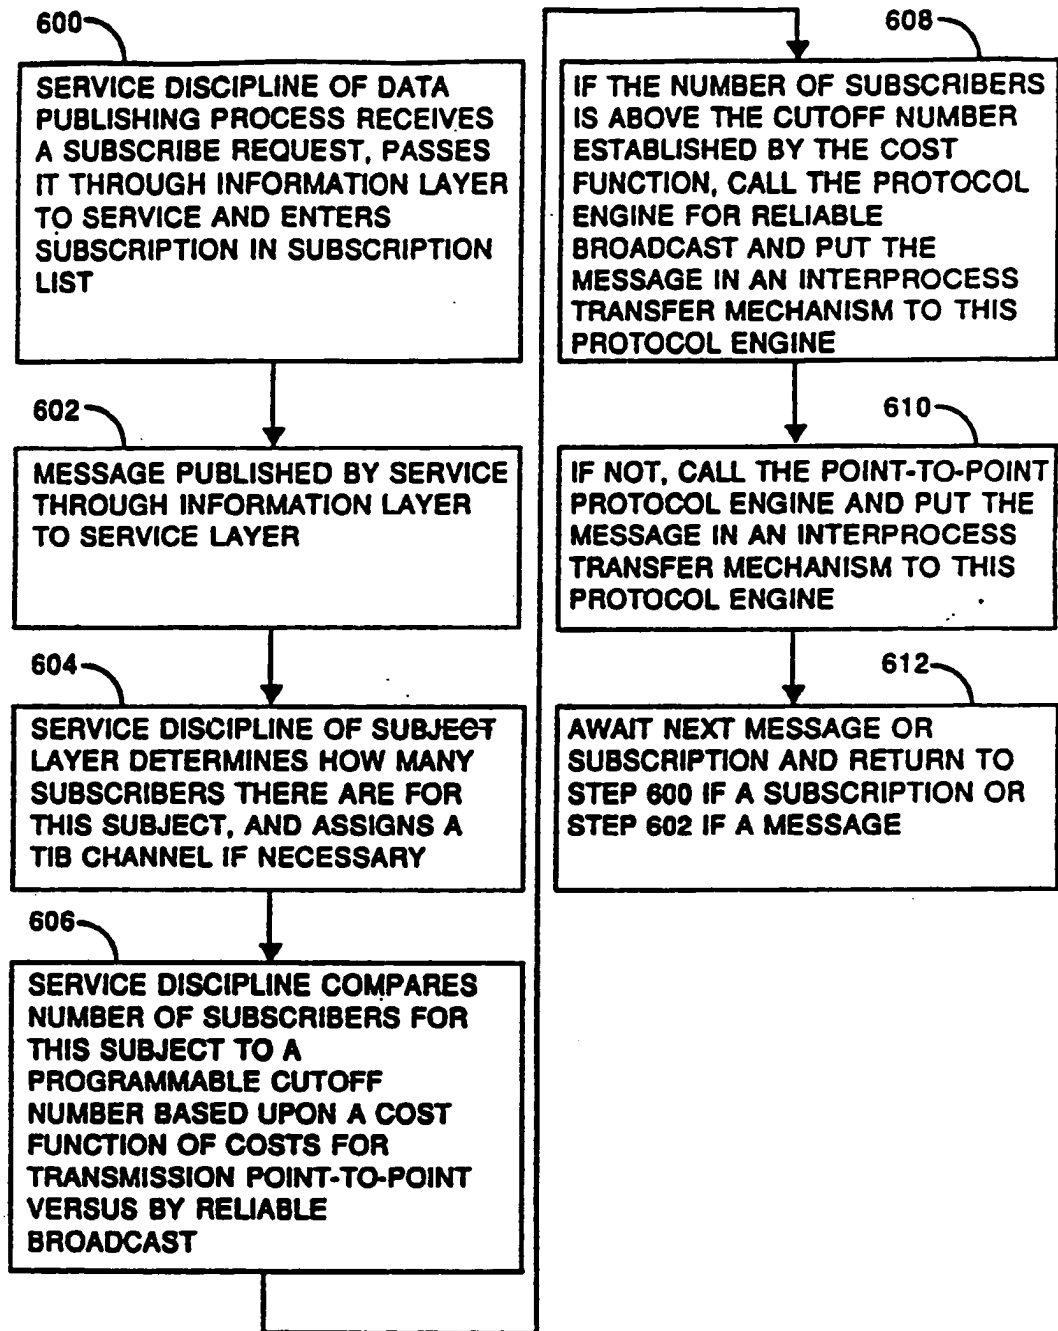 600
SERVICE DISCIPLINE OF DATA
PUBLISHING PROCESS RECEIVES
A SUBSCRIBE REQUEST, PASSES
IT THROUGH INFORMATION LAYER
TO SERVICE AND ENTERS
SUBSCRIPTION IN SUBSCRIPTION
LIST
602
MESSAGE PUBLISHED BY SERVICE
THROUGH INFORMATION LAYER
TO SERVICE LAYER
604
SERVICE DISCIPLINE OF SUBJECT
LAYER DETERMINES HOW MANY
SUBSCRIBERS THERE ARE FOR
THIS SUBJECT, AND ASSIGNS A
TIB CHANNEL IF NECESSARY
606
SERVICE DISCIPLINE COMPARES
NUMBER OF SUBSCRIBERS FOR
THIS SUBJECT TO A
PROGRAMMABLE CUTOFF
NUMBER BASED UPON A COST
FUNCTION OF COSTS FOR
TRANSMISSION POINT-TO-POINT
VERSUS BY RELIABLE
BROADCAST
608
IF THE NUMBER OF SUBSCRIBERS
IS ABOVE THE CUTOFF NUMBER
ESTABLISHED BY THE COST
FUNCTION, CALL THE PROTOCOL
ENGINE FOR RELIABLE
BROADCAST AND PUT THE
MESSAGE IN AN INTERPROCESS
TRANSFER MECHANISM TO THIS
PROTOCOL ENGINE
610
IF NOT, CALL THE POINT-TO-POINT
PROTOCOL ENGINE AND PUT THE
MESSAGE IN AN INTERPROCESS
TRANSFER MECHANISM TO THIS
PROTOCOL ENGINE
612
AWAIT NEXT MESSAGE OR
SUBSCRIPTION AND RETURN TO
STEP 600 IF A SUBSCRIPTION OR
STEP 602 IF A MESSAGE